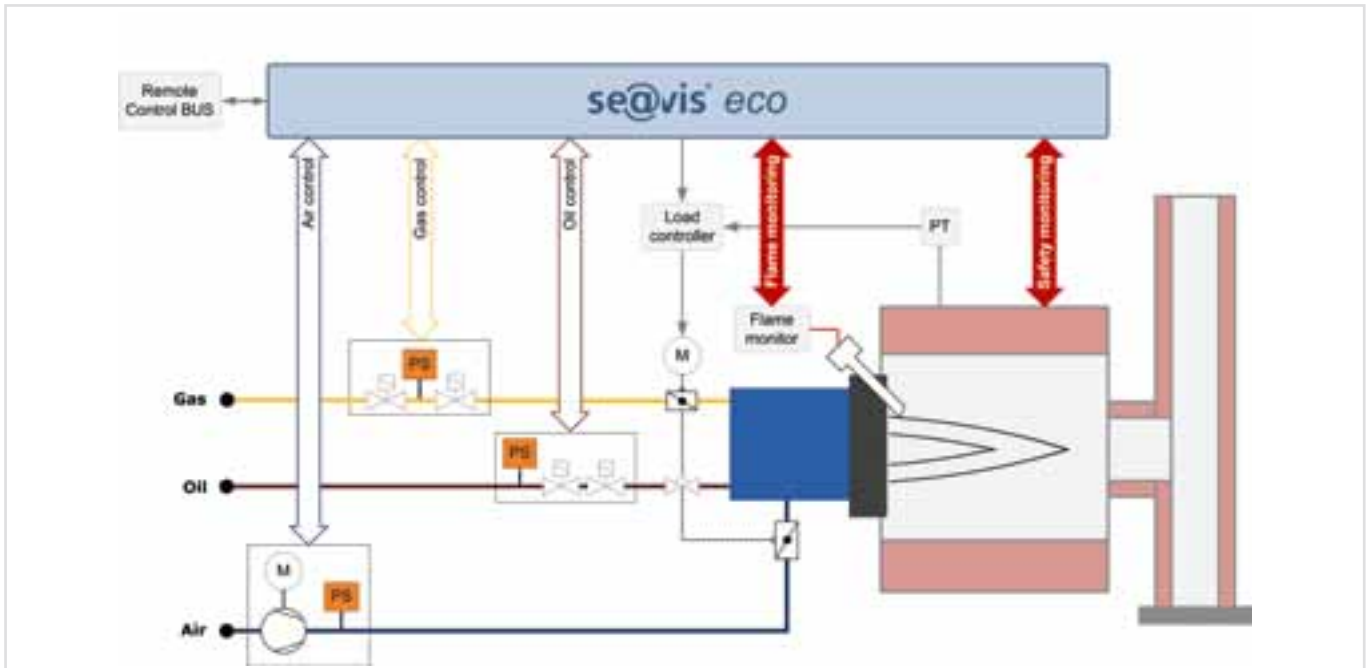 se@vis® eco
Remote
Control BUS
Air control
Gas control
Oil control
Flame monitoring
Safety monitoring
Load
controller
PT
Flame
monitor
M
PS
Gas
PS
Oil
M
PS
Air